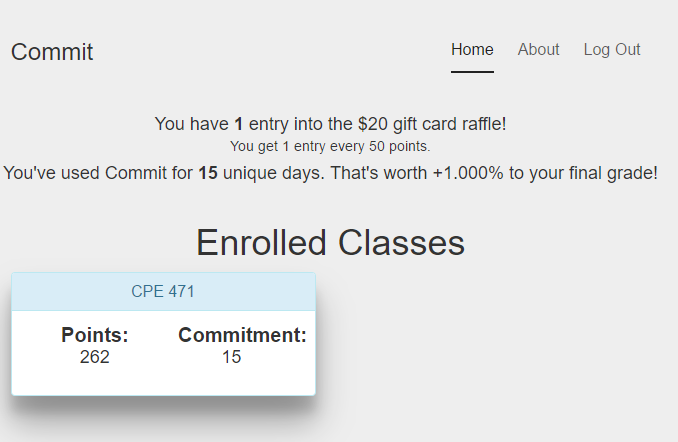 Commit
Home About Log Out
You have 1 entry into the $20 gift card raffle!
You get 1 entry every 50 points.
You've used Commit for 15 unique days. That's worth +1.000% to your final grade!
Enrolled Classes
CPE 471
Points: Commitment:
262 15